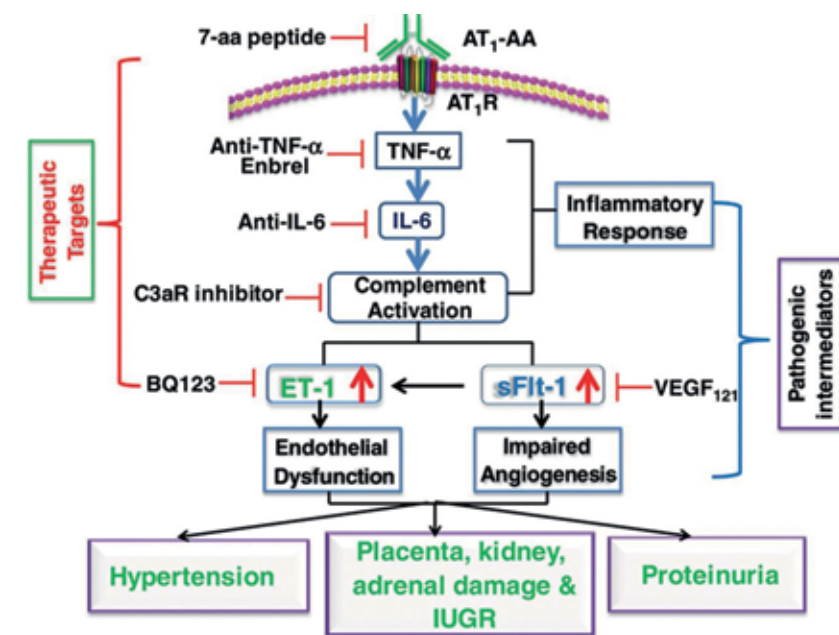 7-aa peptide
AT₁-AA
AT₁R
Anti-TNF-α
Enbrel
TNF-α
Anti-IL-6
IL-6
Inflammatory
Response
Therapeutic
Targets
C3aR inhibitor
Complement
Activation
Pathogenic
intermediators
BQ123
ET-1
sFlt-1
VEGF₁₂₁
Endothelial
Dysfunction
Impaired
Angiogenesis
Hypertension
Placenta, kidney,
adrenal damage &
IUGR
Proteinuria